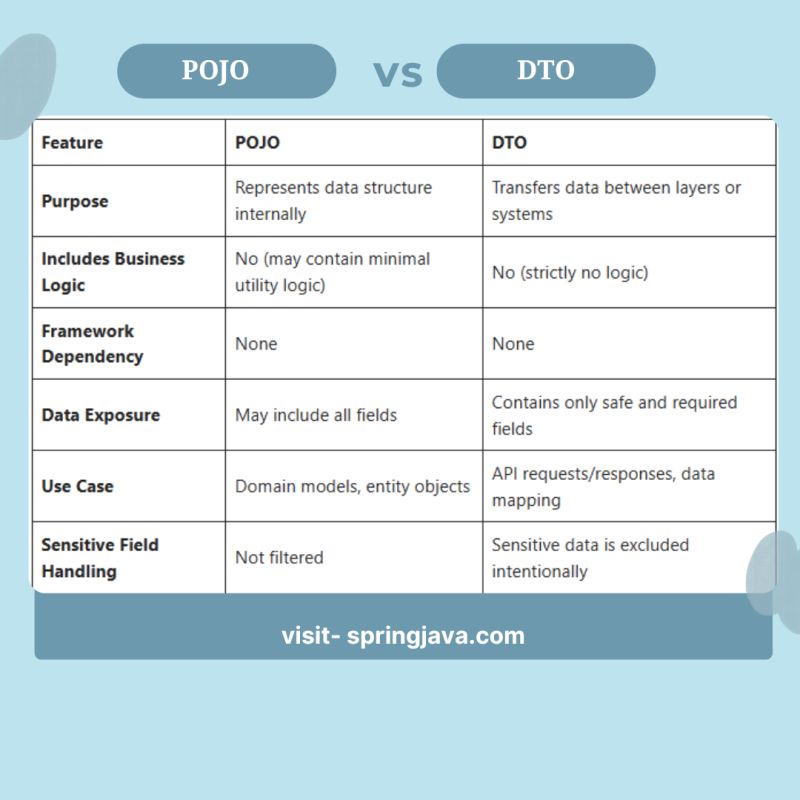 POJO vs DTO
Feature POJO DTO
Purpose
Represents data structure
internally
Transfers data between layers or
systems
Includes Business
Logic
No (may contain minimal
utility logic)
No (strictly no logic)
Framework
Dependency
None
None
Data Exposure
May include all fields
Contains only safe and required
fields
Use Case
Domain models, entity objects
API requests/responses, data
mapping
Sensitive Field
Handling
Not filtered
Sensitive data is excluded
intentionally
visit- springjava.com